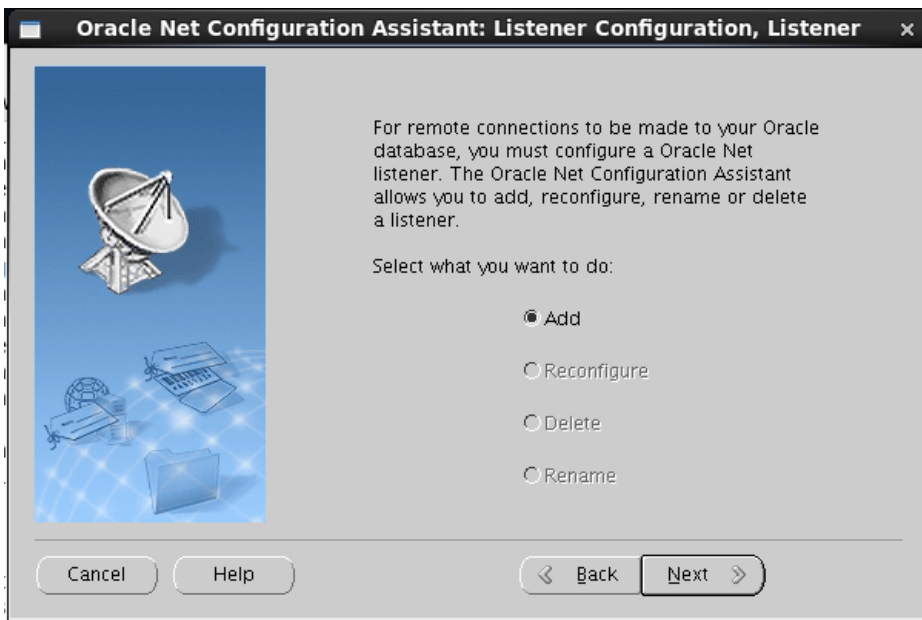 Oracle Net Configuration Assistant: Listener Configuration, Listener
For remote connections to be made to your Oracle
database, you must configure a Oracle Net
listener. The Oracle Net Configuration Assistant
allows you to add, reconfigure, rename or delete
a listener.
Select what you want to do:
Add
Reconfigure
Delete
Rename
Cancel
Help
Back
Next